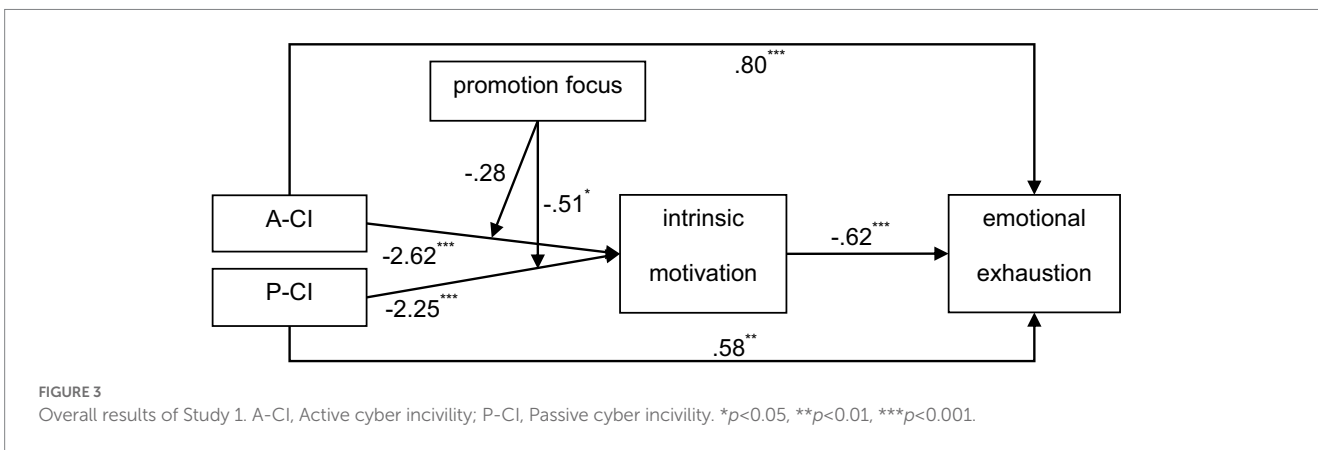 .80***
promotion focus
-.28
-.51*
A-CI
intrinsic
motivation
emotional
exhaustion
-.62***
-2.62***
P-CI
-2.25***
.58**
FIGURE 3
Overall results of Study 1. A-CI, Active cyber incivility; P-CI, Passive cyber incivility. *p<0.05, **p<0.01, ***p<0.001.